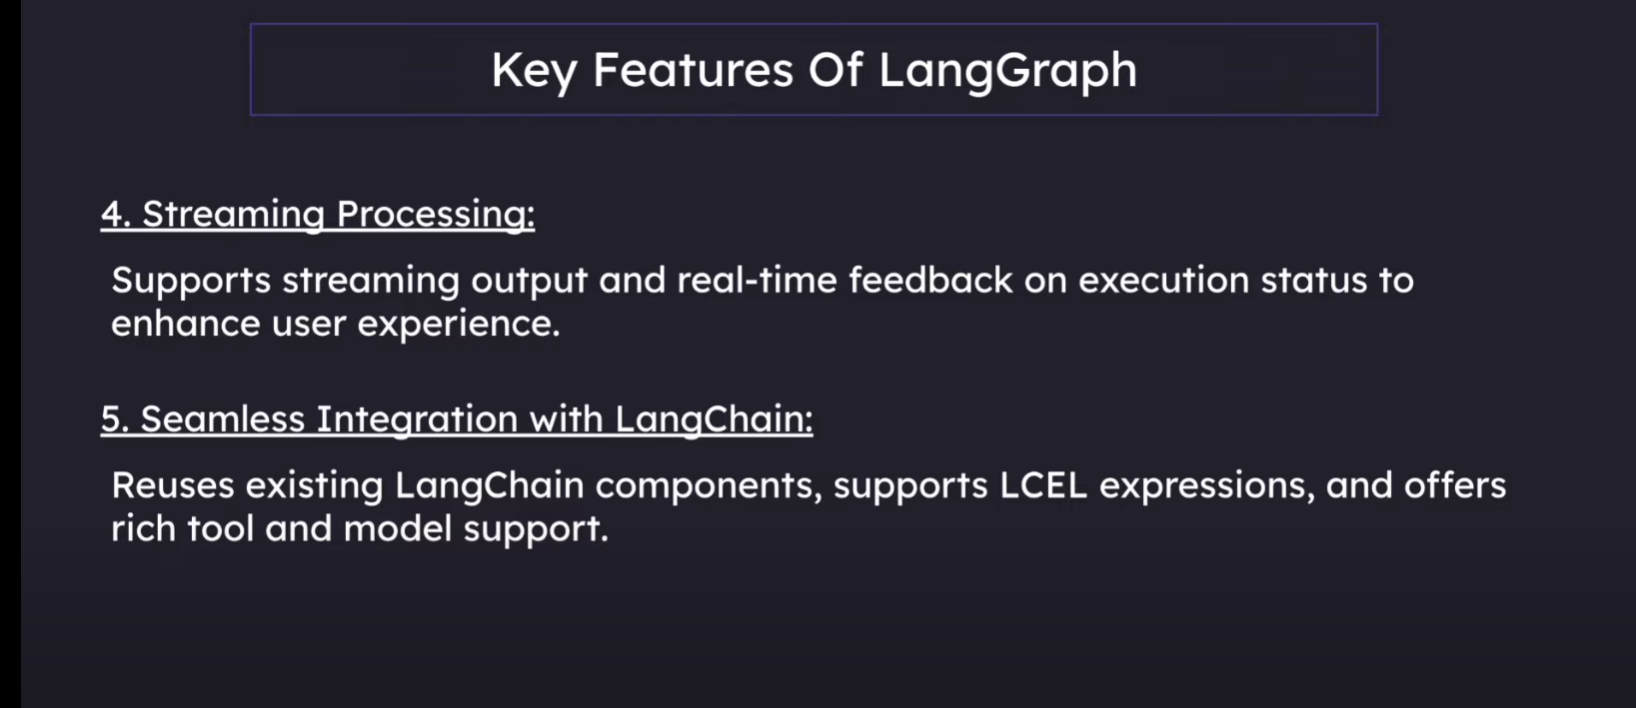 Key Features Of LangGraph
4. Streaming Processing:
Supports streaming output and real-time feedback on execution status to
enhance user experience.
5. Seamless Integration with LangChain:
Reuses existing LangChain components, supports LCEL expressions, and offers
rich tool and model support.